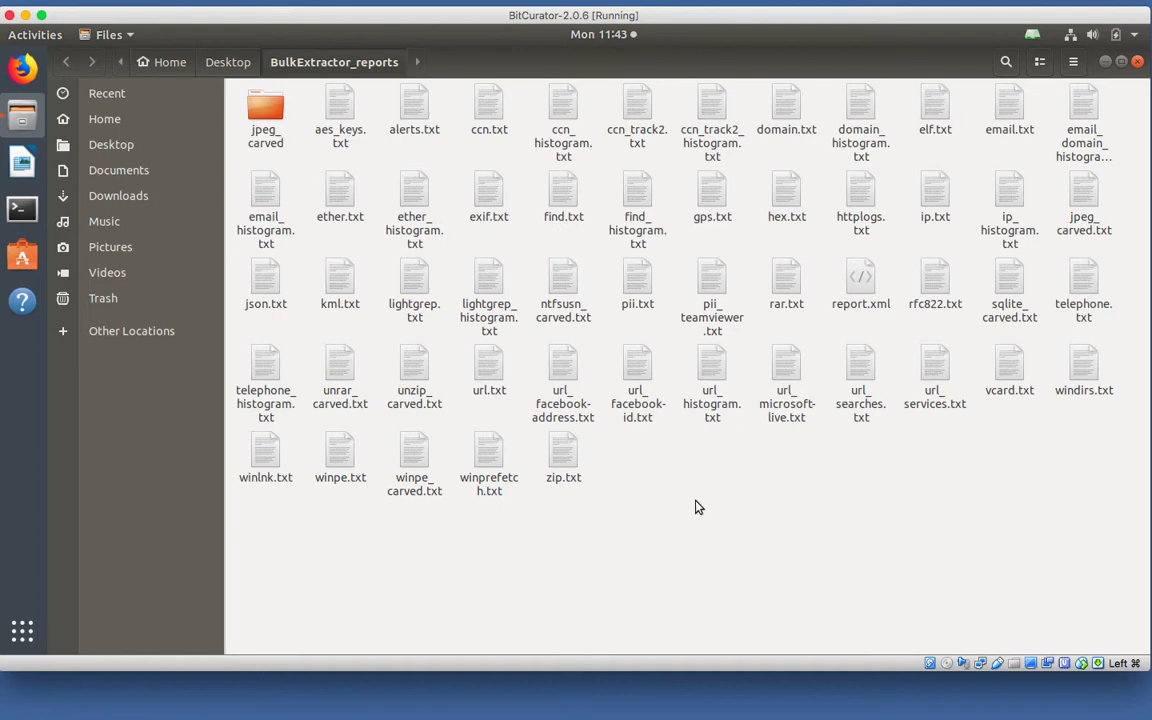 BitCurator-2.0.6 [Running]
Activities
Files
Mon 11:43
Home
Desktop
BulkExtractor_reports
Recent
Home
Desktop
Documents
Downloads
Music
Pictures
Videos
Trash
Other Locations
jpeg_
carved
aes_keys.
txt
alerts.txt
ccn.txt
ccn_
histogram.
txt
ccn_track2.
txt
ccn_track2_
histogram.
txt
domain.txt
domain_
histogram.
txt
elf.txt
email.txt
email_
domain_
histogra...
email_
histogram.
txt
ether.txt
ether_
histogram.
txt
exif.txt
find.txt
find_
histogram.
txt
gps.txt
hex.txt
httplogs.
txt
ip.txt
ip_
histogram.
txt
jpeg_
carved.txt
json.txt
kml.txt
lightgrep.
txt
lightgrep_
histogram.
txt
ntfsusn_
carved.txt
pii.txt
pii_
teamviewer
.txt
rar.txt
report.xml
rfc822.txt
sqlite_
carved.txt
telephone.
txt
telephone_
histogram.
txt
unrar_
carved.txt
unzip_
carved.txt
url.txt
url_
facebook-
address.txt
url_
facebook-
id.txt
url_
histogram.
txt
url_
microsoft-
live.txt
url_
searches.
txt
url_
services.txt
vcard.txt
windirs.txt
winlnk.txt
winpe.txt
winpe_
carved.txt
winprefetc
h.txt
zip.txt
Left ⌘